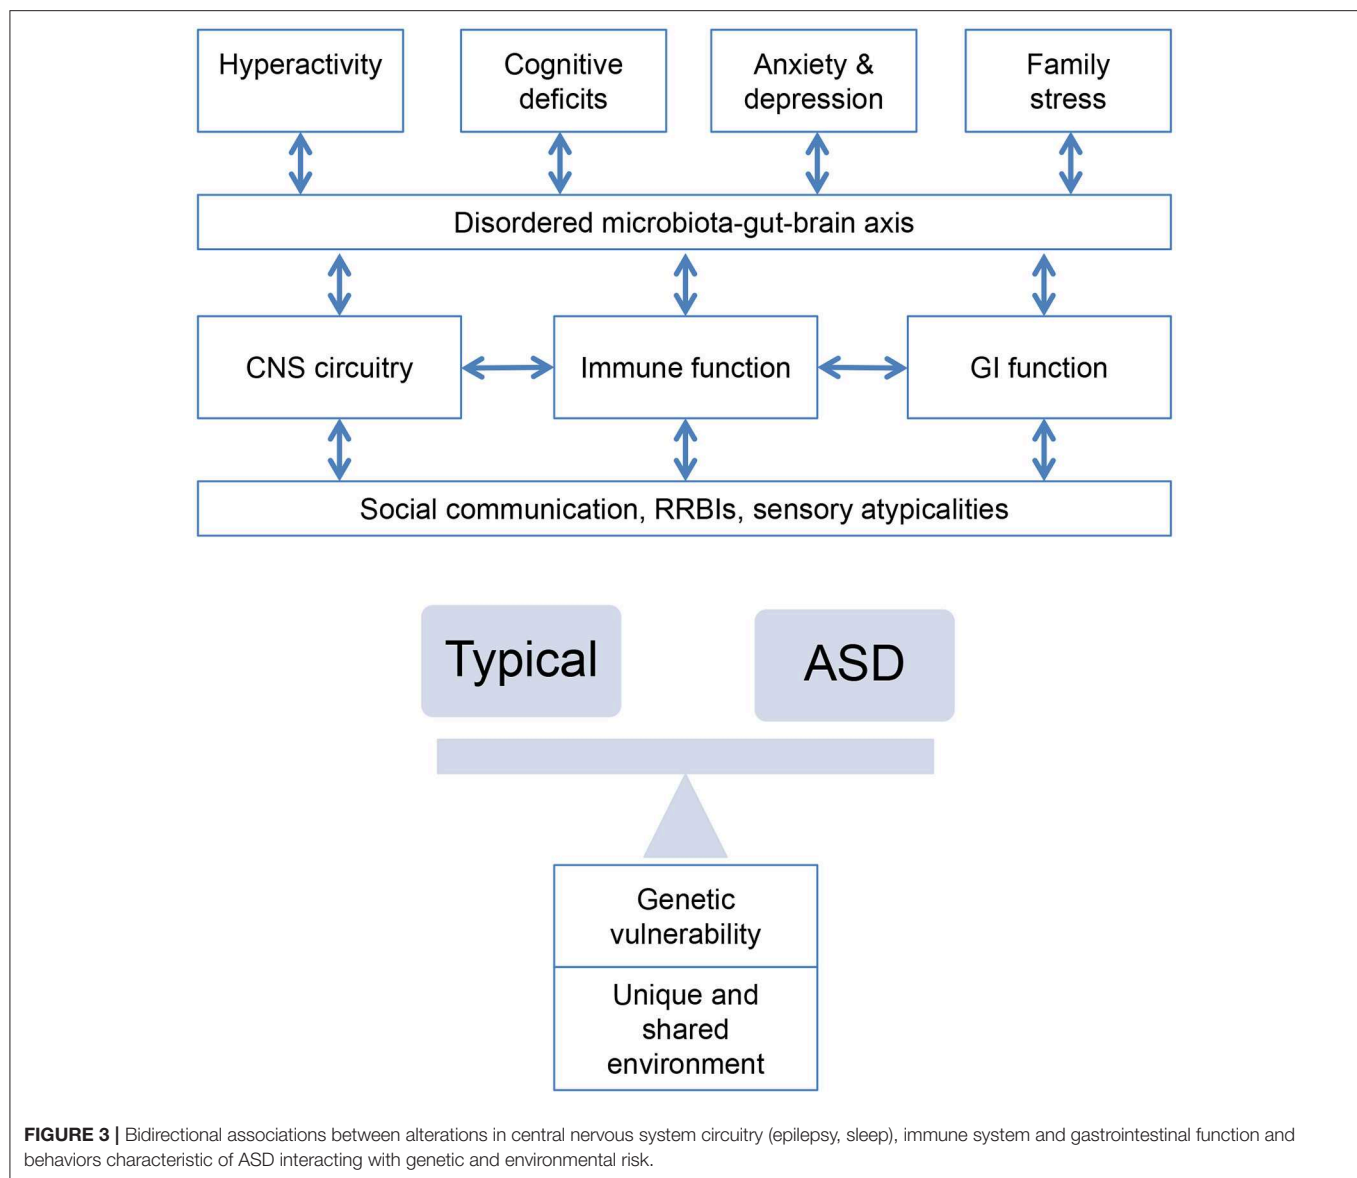 Hyperactivity
Cognitive
deficits
Anxiety &
depression
Family
stress
Disordered microbiota-gut-brain axis
CNS circuitry
Immune function
GI function
Social communication, RRBIs, sensory atypicalities
Typical
ASD
Genetic
vulnerability
Unique and
shared
environment
FIGURE 3 | Bidirectional associations between alterations in central nervous system circuitry (epilepsy, sleep), immune system and gastrointestinal function and
behaviors characteristic of ASD interacting with genetic and environmental risk.